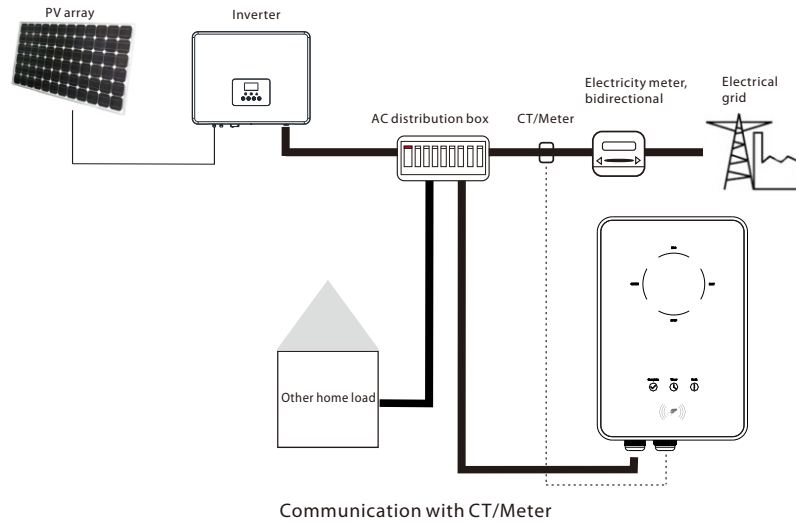 PV array
Inverter
Electricity meter,
bidirectional
Electrical
grid
AC distribution box
CT/Meter
Other home load
Communication with CT/Meter